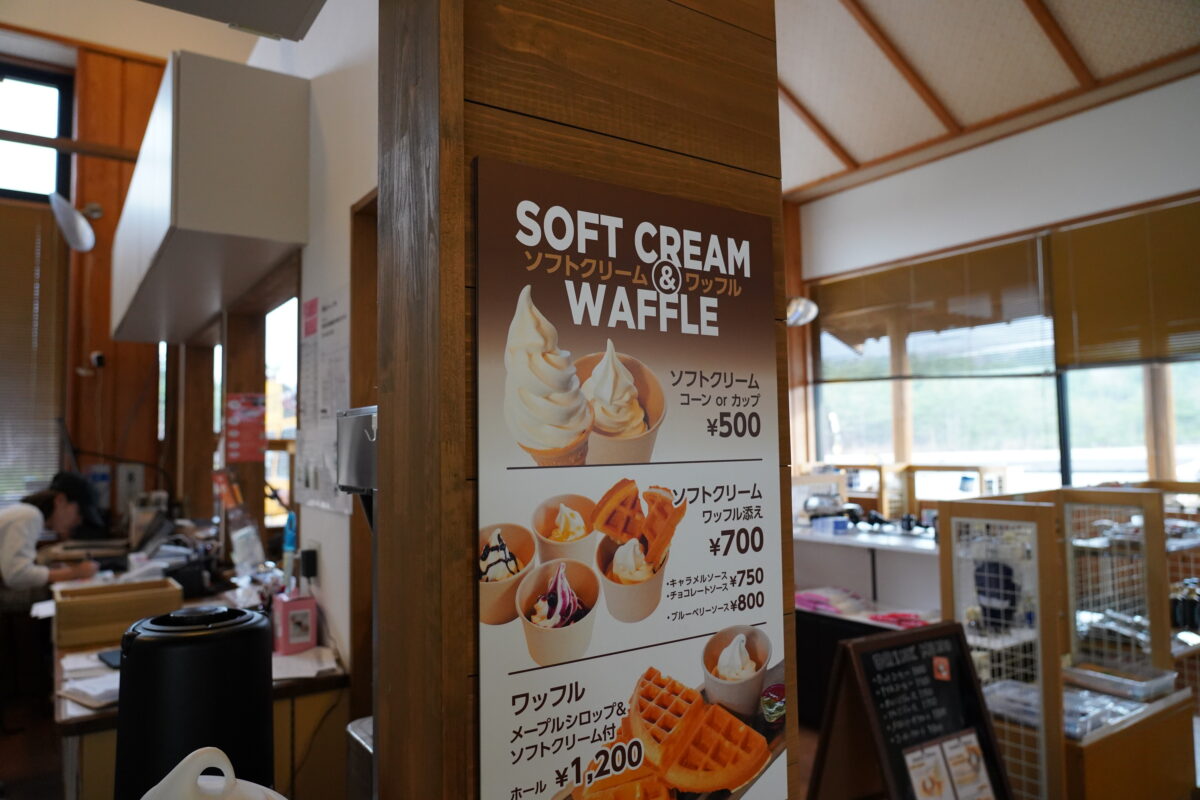 SOFT CREAM
ソフトクリーム & ワッフル
WAFFLE
ソフトクリーム
コーン or カップ
¥500
ソフトクリーム
ワッフル添え
¥700
・キャラメルソース ¥750
・チョコレートソース
・ブルーベリーソース ¥800
ワッフル
メープルシロップ&
ソフトクリーム付
ホール ¥1,200